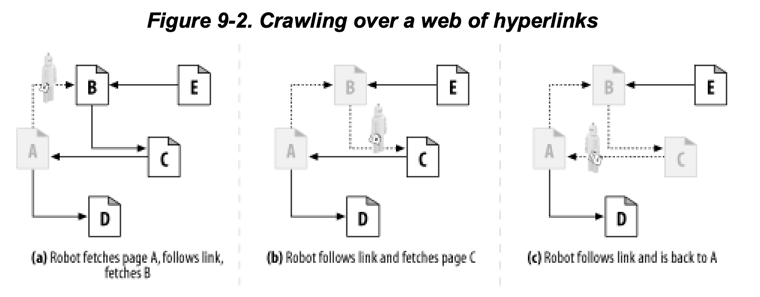 Figure 9-2. Crawling over a web of hyperlinks
B
E
A
C
D
(a) Robot fetches page A, follows link,
fetches B
B
E
A
C
D
(b) Robot follows link and fetches page C
B
E
A
C
D
(c) Robot follows link and is back to A